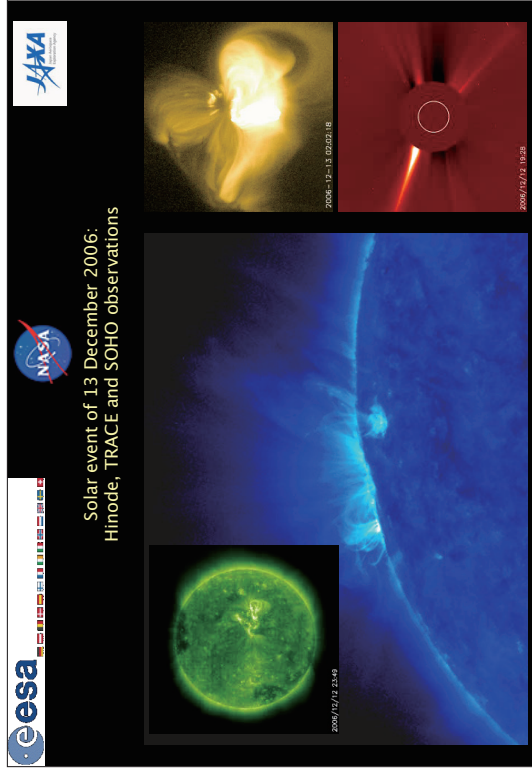 esa
NASA
JAXA
Solar event of 13 December 2006:
Hinode, TRACE and SOHO observations
2006/12/12 23:49
2006-12-13 02:02:18
2006/12/12 19:28